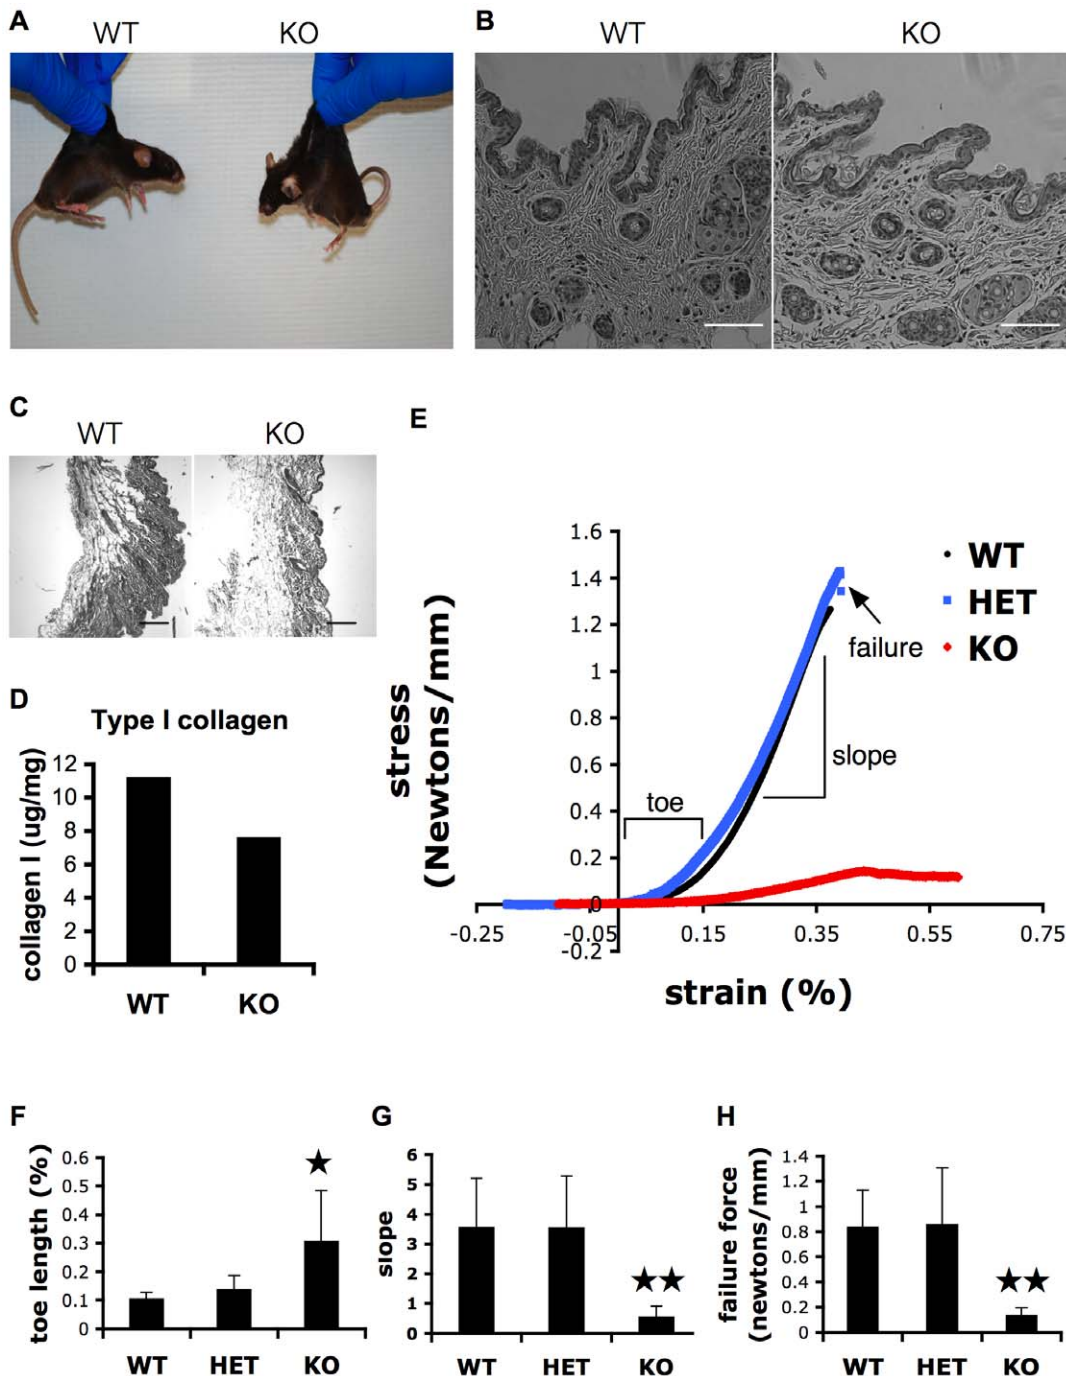 A
WT KO
B
WT KO
C
WT KO
D
Type I collagen
collagen I (ug/mg)
12
10
8
6
4
2
0
WT KO
E
stress
(Newtons/mm)
1.6
1.4
1.2
1
0.8
0.6
0.4
0.2
0
-0.2
-0.25 -0.05 0.15 0.35 0.55 0.75
strain (%)
toe
slope
failure
WT
HET
KO
F
toe length (%)
0.6
0.5
0.4
0.3
0.2
0.1
0
WT HET KO
G
slope
6
5
4
3
2
1
0
WT HET KO
H
failure force
(newtons/mm)
1.4
1.2
1
0.8
0.6
0.4
0.2
0
WT HET KO